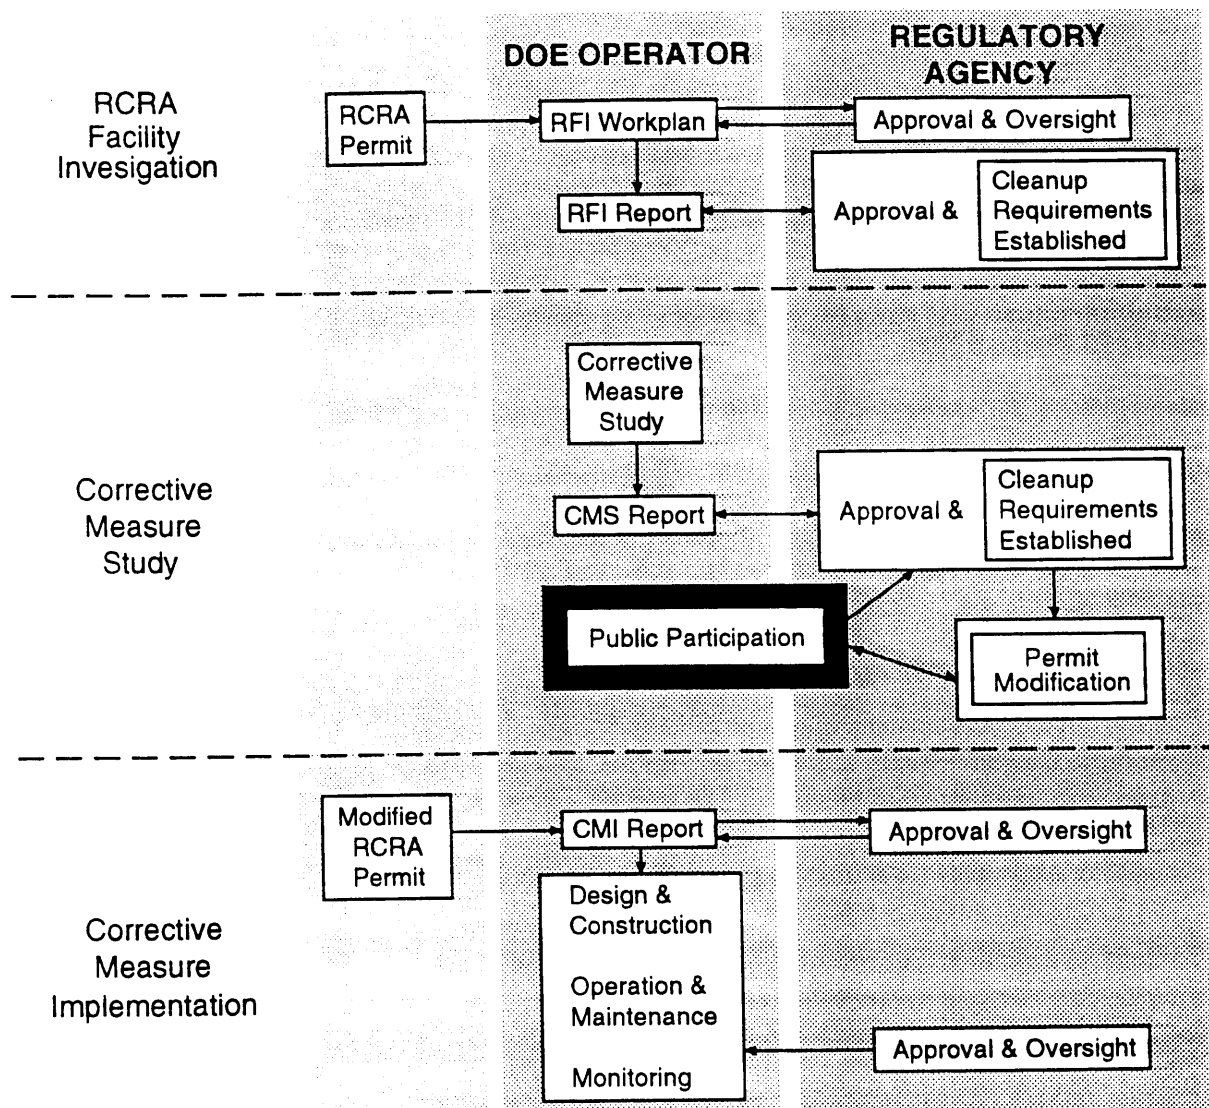 DOE OPERATOR
REGULATORY
AGENCY
RCRA
Facility
Invesigation
RCRA
Permit
RFI Workplan
Approval & Oversight
RFI Report
Approval &
Cleanup
Requirements
Established
Corrective
Measure
Study
Corrective
Measure
Study
CMS Report
Approval &
Cleanup
Requirements
Established
Public Participation
Permit
Modification
Corrective
Measure
Implementation
Modified
RCRA
Permit
CMI Report
Approval & Oversight
Design &
Construction
Operation &
Maintenance
Monitoring
Approval & Oversight